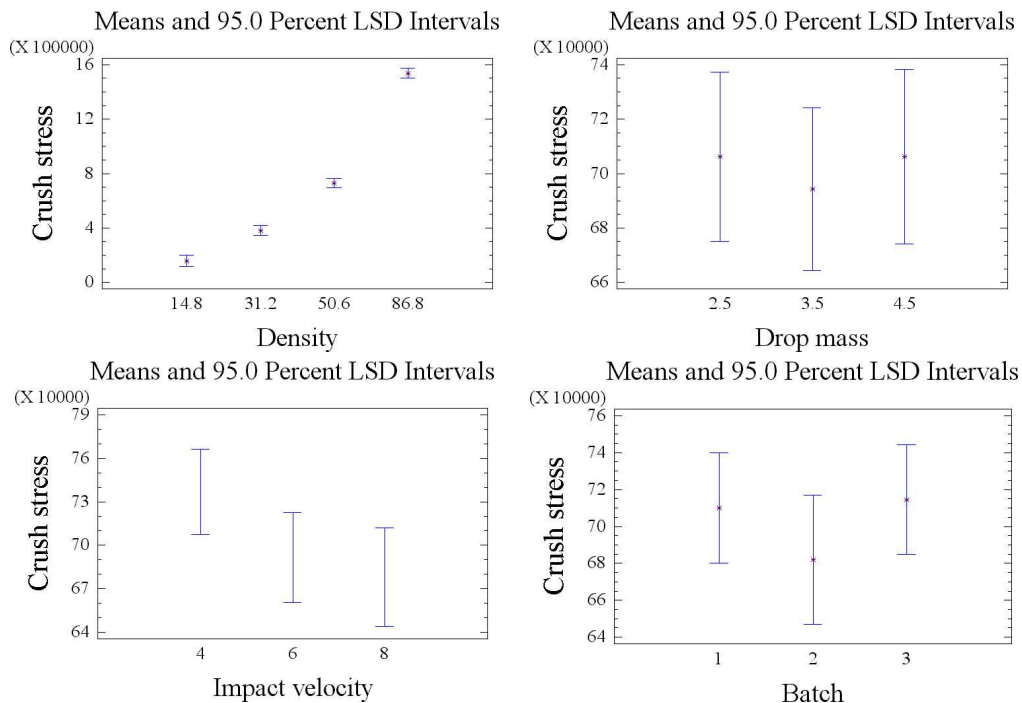 Means and 95.0 Percent LSD Intervals
(X 100000)
Crush stress
16
12
8
4
0
14.8 31.2 50.6 86.8
Density
Means and 95.0 Percent LSD Intervals
(X 10000)
Crush stress
74
72
70
68
66
2.5 3.5 4.5
Drop mass
Means and 95.0 Percent LSD Intervals
(X 10000)
Crush stress
79
76
73
70
67
64
4 6 8
Impact velocity
Means and 95.0 Percent LSD Intervals
(X 10000)
Crush stress
76
74
72
70
68
66
64
1 2 3
Batch